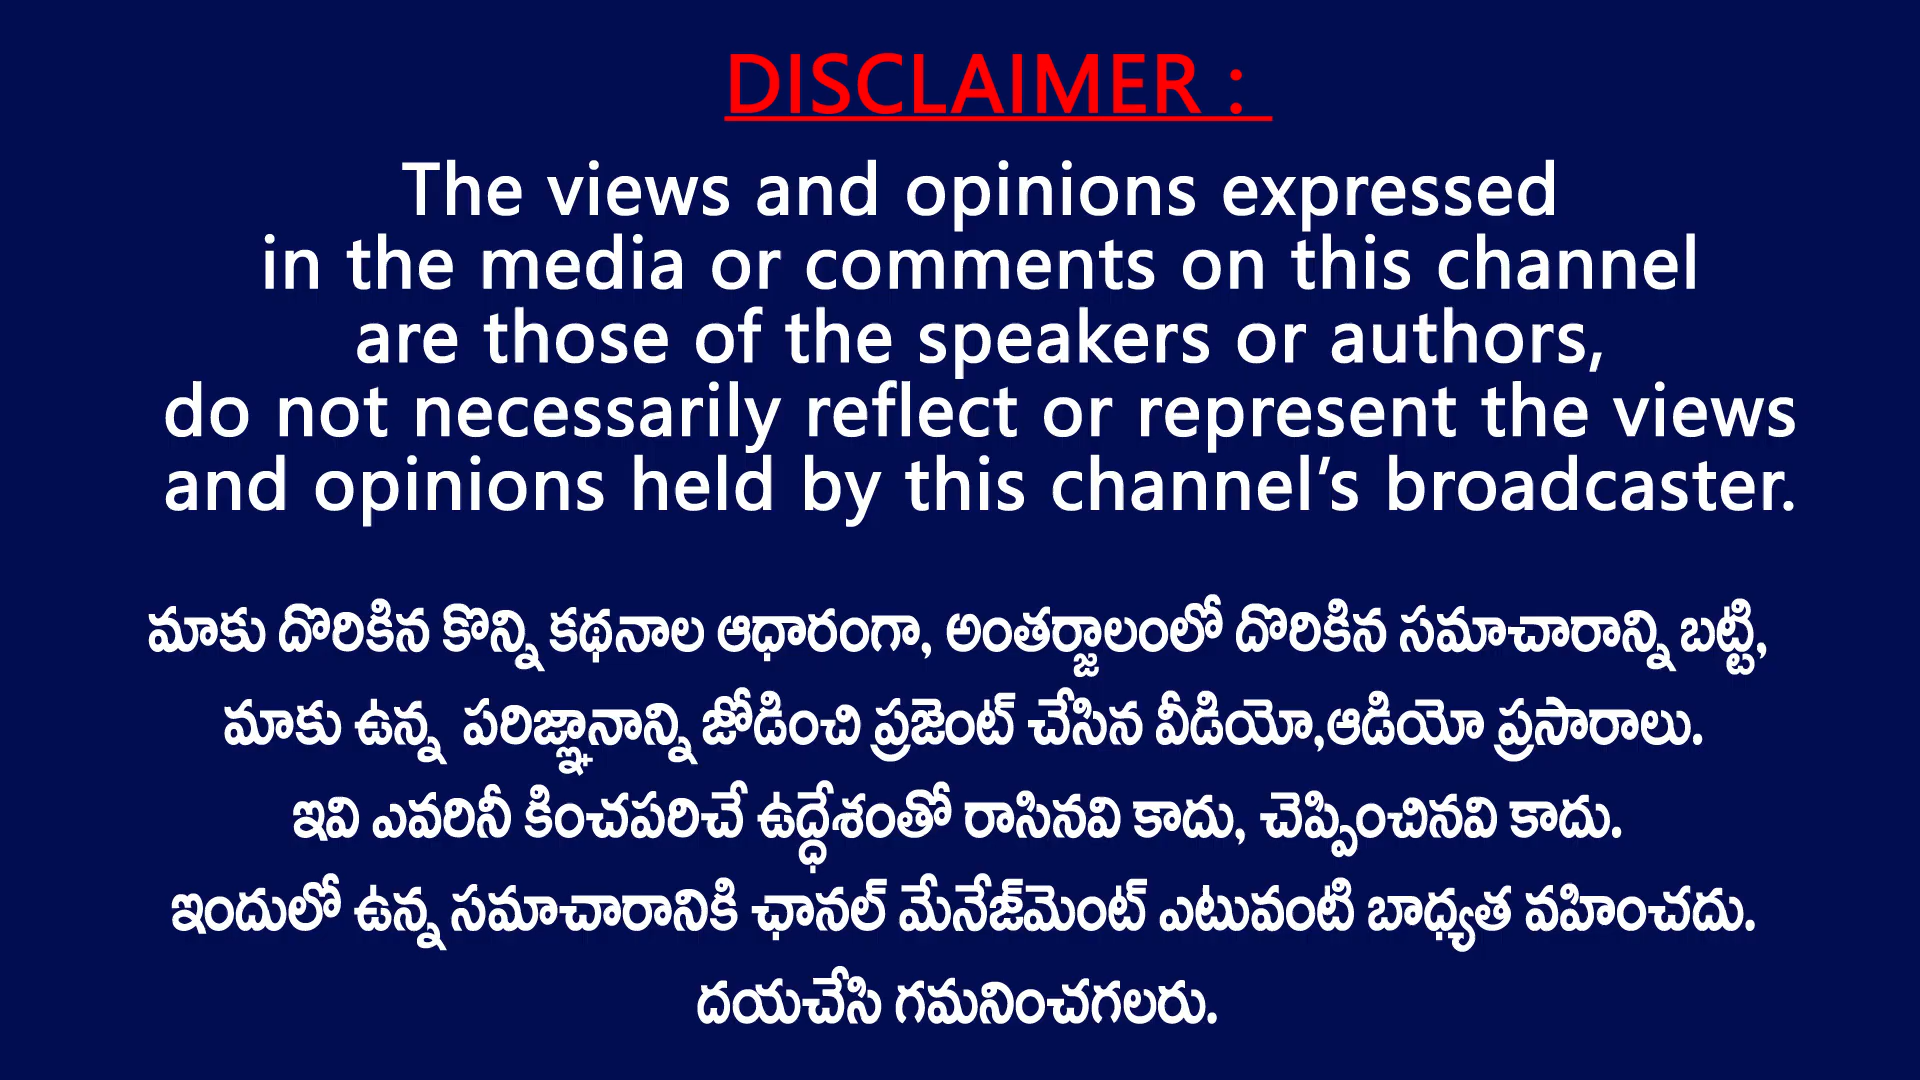 DISCLAIMER :
The views and opinions expressed
in the media or comments on this channel
are those of the speakers or authors,
do not necessarily reflect or represent the views
and opinions held by this channel’s broadcaster.
మాకు దొరికిన కొన్ని కథనాల ఆధారంగా, అంతర్జాలంలో దొరికిన సమాచారాన్ని బట్టి,
మాకు ఉన్న పరిజ్ఞానాన్ని జోడించి ప్రజెంట్ చేసిన వీడియో,ఆడియో ప్రసారాలు.
ఇవి ఎవరినీ కించపరిచే ఉద్ధేశంతో రాసినవి కాదు, చెప్పించినవి కాదు.
ఇందులో ఉన్న సమాచారానికి ఛానల్ మేనేజ్‌మెంట్ ఎటువంటి బాధ్యత వహించదు.
దయచేసి గమనించగలరు.